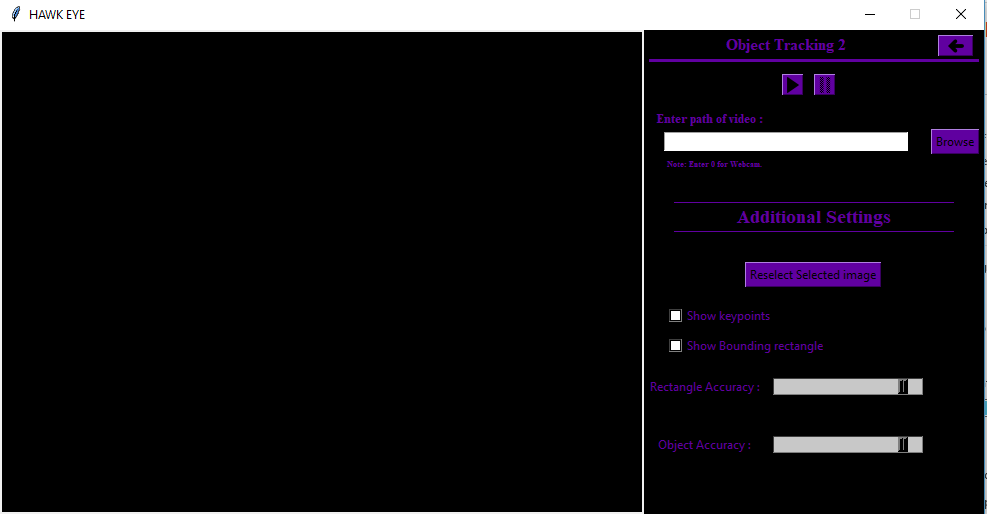 HAWK EYE
Object Tracking 2
Enter path of video :
Browse
Note: Enter 0 for Webcam.
Additional Settings
Reselect Selected image
Show keypoints
Show Bounding rectangle
Rectangle Accuracy :
Object Accuracy :